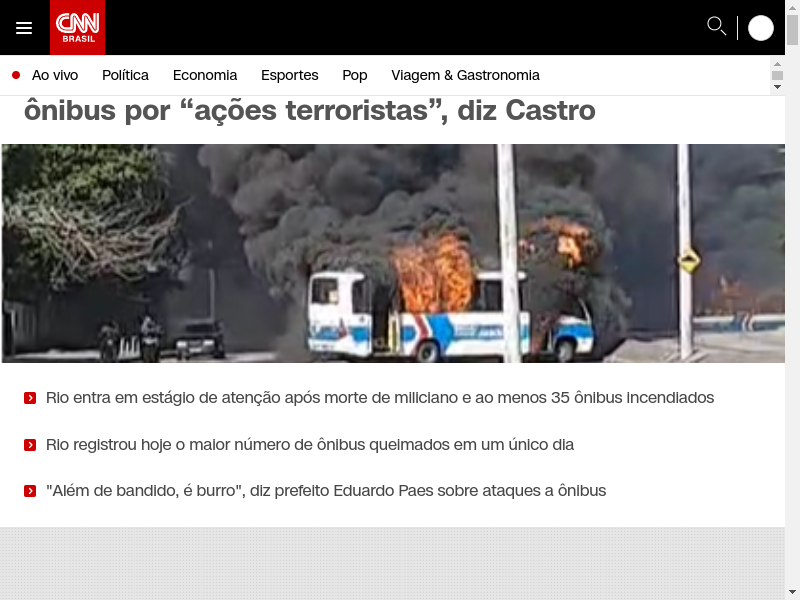 CNN
BRASIL
Ao vivo Política Economia Esportes Pop Viagem & Gastronomia
ônibus por “ações terroristas”, diz Castro
Rio entra em estágio de atenção após morte de miliciano e ao menos 35 ônibus incendiados
Rio registrou hoje o maior número de ônibus queimados em um único dia
"Além de bandido, é burro", diz prefeito Eduardo Paes sobre ataques a ônibus